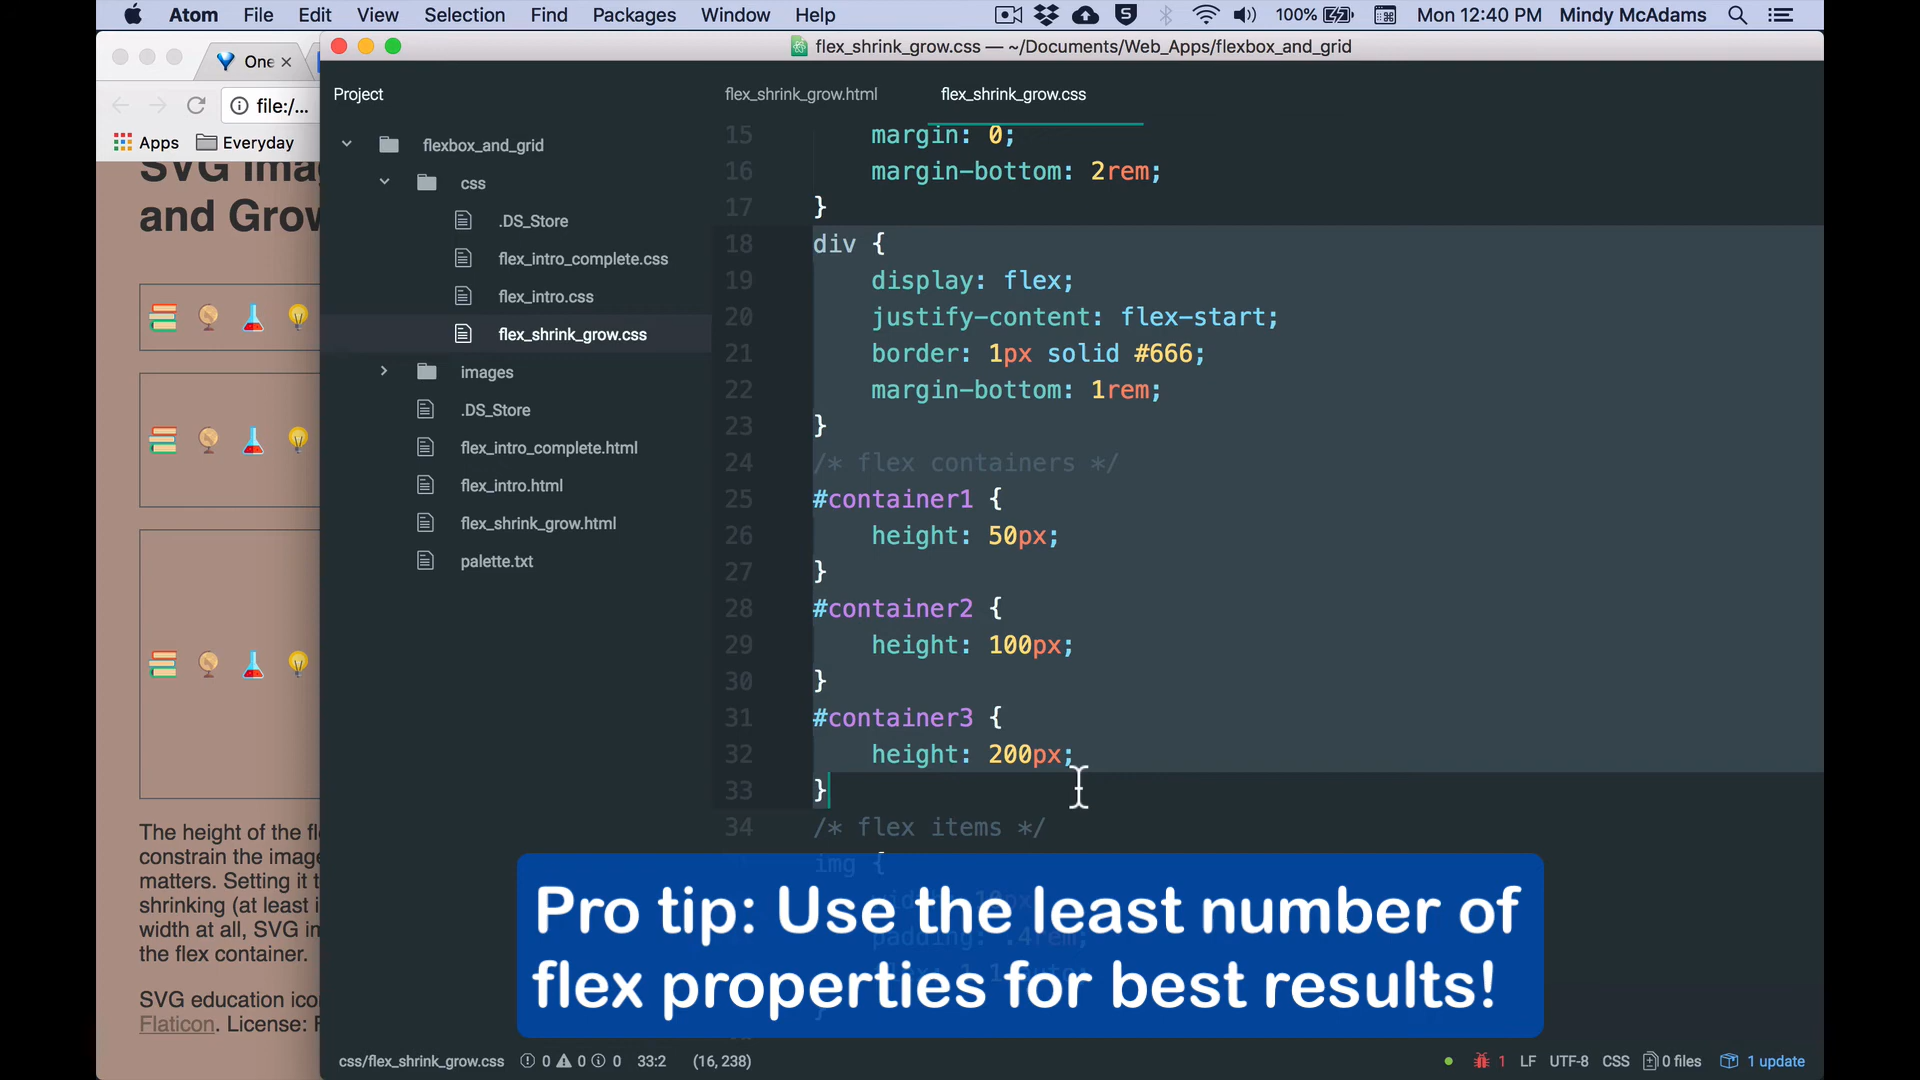 Atom File Edit View Selection Find Packages Window Help 100% Mon 12:40 PM Mindy McAdams
One
flex_shrink_grow.css — ~/Documents/Web_Apps/flexbox_and_grid
file:/...
Apps Everyday
SVG Ima
and Grow
The height of the fl
constrain the image
matters. Setting it t
shrinking (at least i
width at all, SVG im
the flex container.
SVG education ico
Flaticon. License: F
Project
flexbox_and_grid
css
.DS_Store
flex_intro_complete.css
flex_intro.css
flex_shrink_grow.css
images
.DS_Store
flex_intro_complete.html
flex_intro.html
flex_shrink_grow.html
palette.txt
flex_shrink_grow.html flex_shrink_grow.css
15 margin: 0;
16 margin-bottom: 2rem;
17 }
18 div {
19 display: flex;
20 justify-content: flex-start;
21 border: 1px solid #666;
22 margin-bottom: 1rem;
23 }
24 /* flex containers */
25 #container1 {
26 height: 50px;
27 }
28 #container2 {
29 height: 100px;
30 }
31 #container3 {
32 height: 200px;
33 }
34 /* flex items */
img {
padding: .4rem;
Pro tip: Use the least number of
flex properties for best results!
css/flex_shrink_grow.css 0 0 0 33:2 (16, 238) 1 LF UTF-8 CSS 0 files 1 update